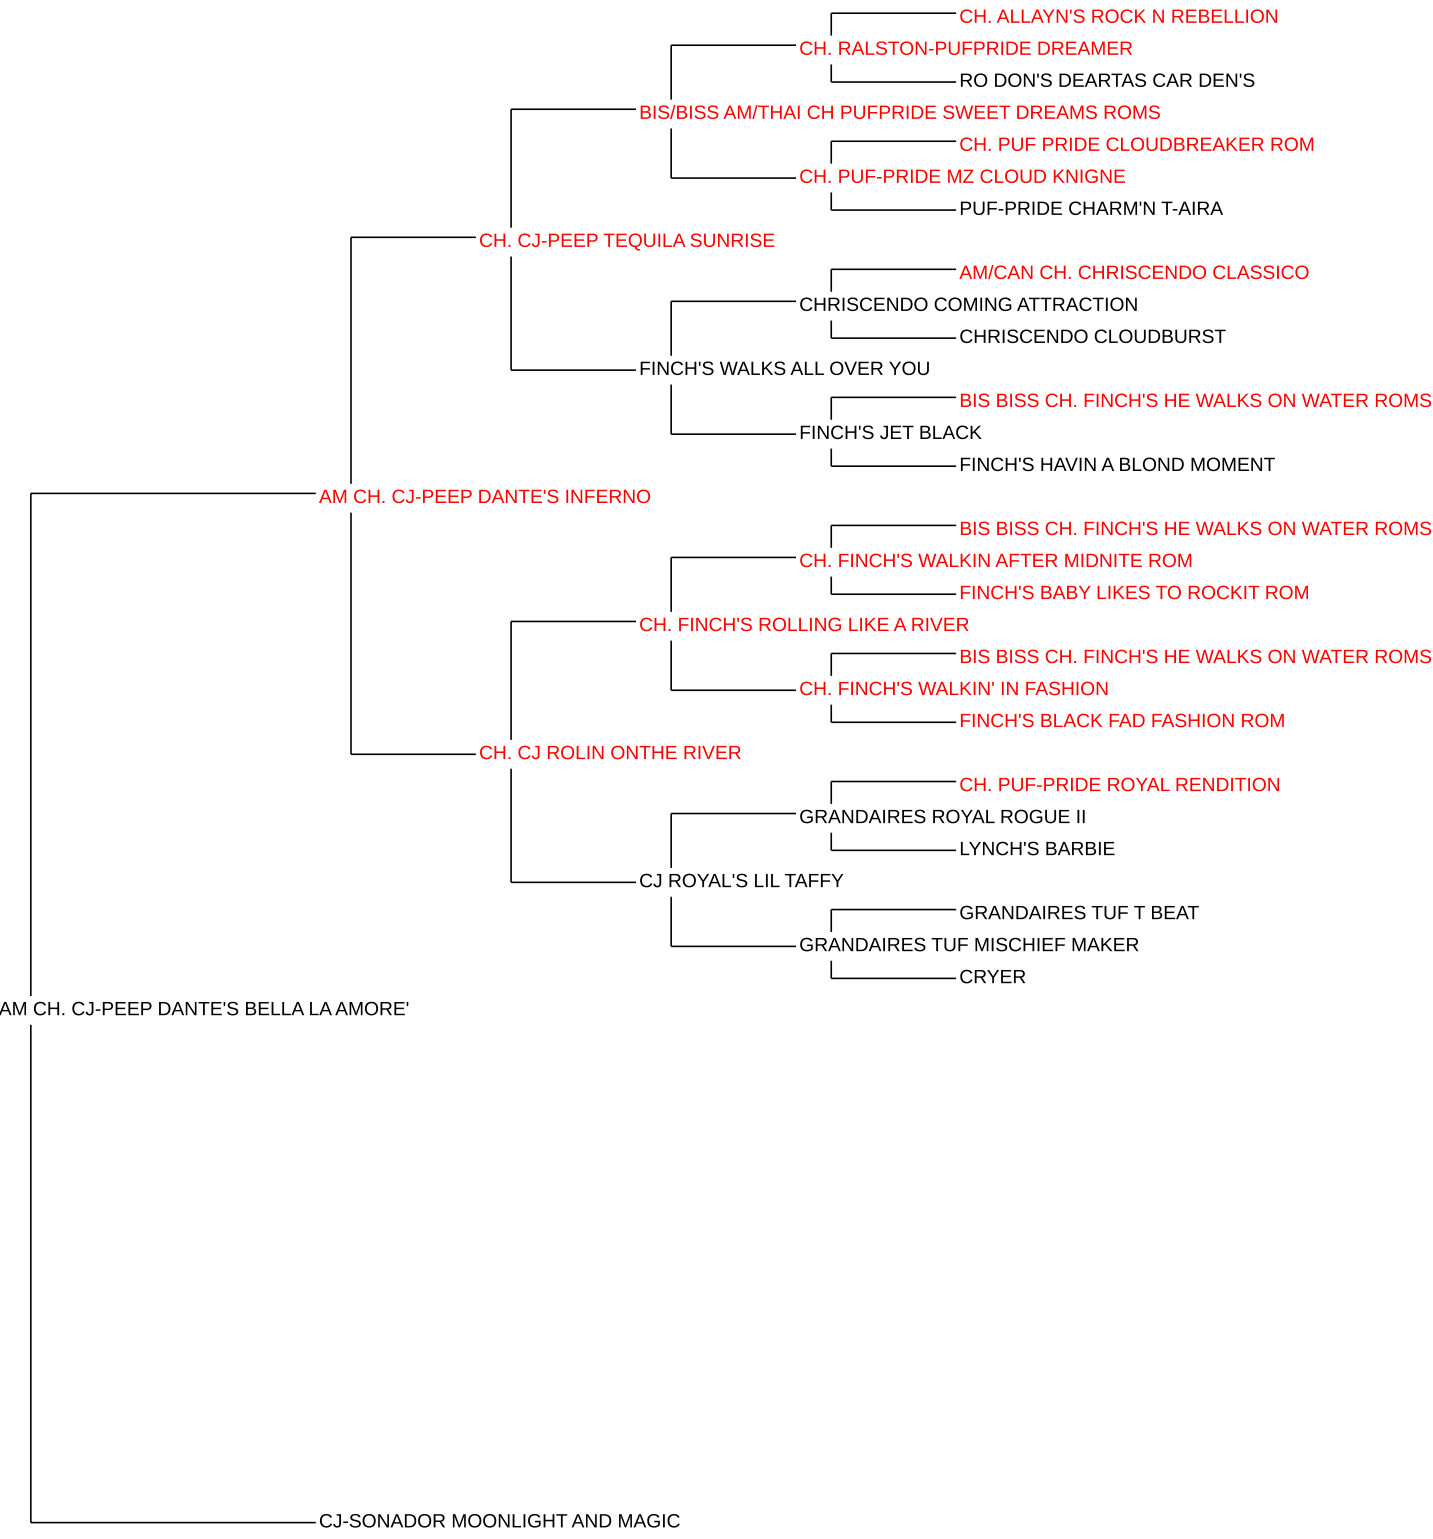 CH. ALLAYN'S ROCK N REBELLION
CH. RALSTON-PUFPRIDE DREAMER
RO DON'S DEARTAS CAR DEN'S
BIS/BISS AM/THAI CH PUFPRIDE SWEET DREAMS ROMS
CH. PUF PRIDE CLOUDBREAKER ROM
CH. PUF-PRIDE MZ CLOUD KNIGNE
PUF-PRIDE CHARM'N T-AIRA
CH. CJ-PEEP TEQUILA SUNRISE
AM/CAN CH. CHRISCENDO CLASSICO
CHRISCENDO COMING ATTRACTION
CHRISCENDO CLOUDBURST
FINCH'S WALKS ALL OVER YOU
BIS BISS CH. FINCH'S HE WALKS ON WATER ROMS
FINCH'S JET BLACK
FINCH'S HAVIN A BLOND MOMENT
AM CH. CJ-PEEP DANTE'S INFERNO
BIS BISS CH. FINCH'S HE WALKS ON WATER ROMS
CH. FINCH'S WALKIN AFTER MIDNITE ROM
FINCH'S BABY LIKES TO ROCKIT ROM
CH. FINCH'S ROLLING LIKE A RIVER
BIS BISS CH. FINCH'S HE WALKS ON WATER ROMS
CH. FINCH'S WALKIN' IN FASHION
FINCH'S BLACK FAD FASHION ROM
CH. CJ ROLIN ONTHE RIVER
CH. PUF-PRIDE ROYAL RENDITION
GRANDAIRES ROYAL ROGUE II
LYNCH'S BARBIE
CJ ROYAL'S LIL TAFFY
GRANDAIRES TUF T BEAT
GRANDAIRES TUF MISCHIEF MAKER
CRYER
AM CH. CJ-PEEP DANTE'S BELLA LA AMORE'
CJ-SONADOR MOONLIGHT AND MAGIC